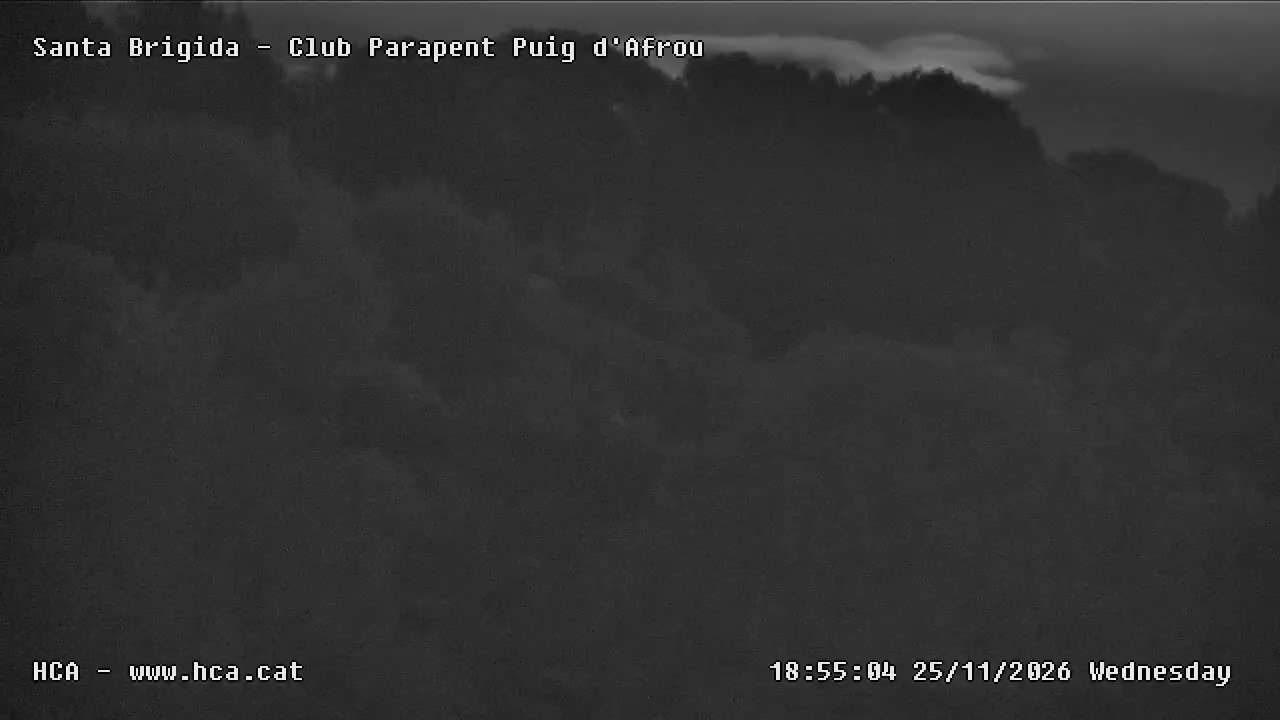 Santa Brigida - Club Parapent Puig d'Afrou
HCA - www.hca.cat
18:55:04 25/11/2026 Wednesday